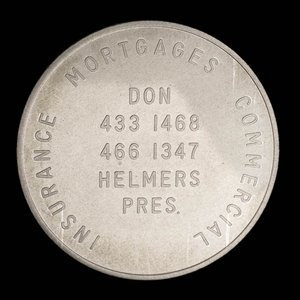 INSURANCE MORTGAGES COMMERCIAL
DON
433 1468
466 1347
HELMERS
PRES.